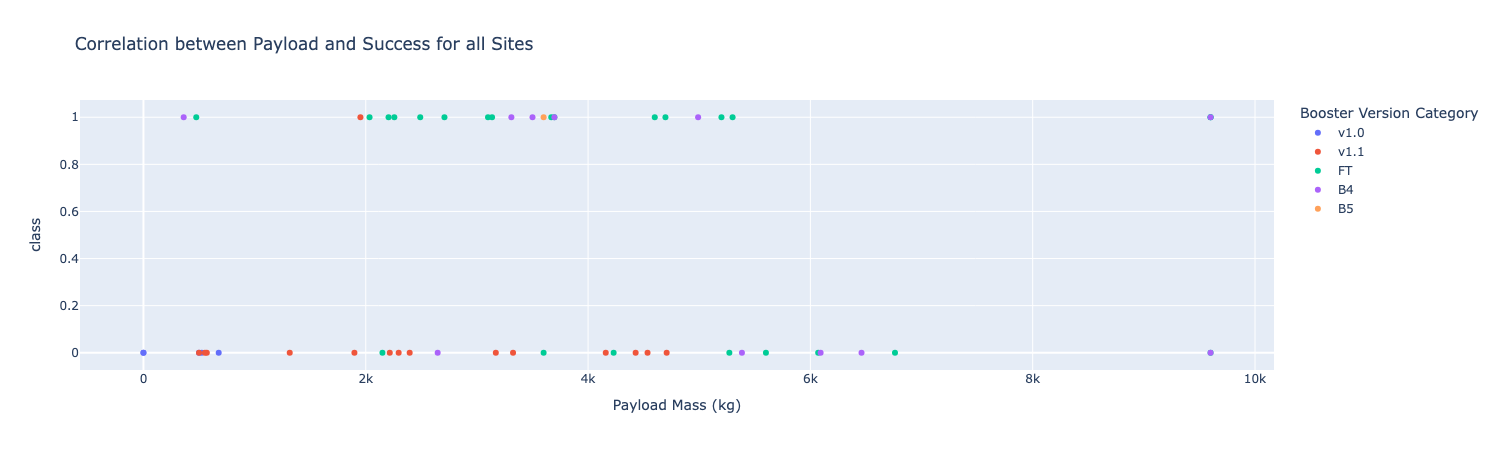 Correlation between Payload and Success for all Sites
Booster Version Category
v1.0
v1.1
FT
B4
B5
1
0.8
0.6
0.4
0.2
0
class
0
2k
4k
6k
8k
10k
Payload Mass (kg)